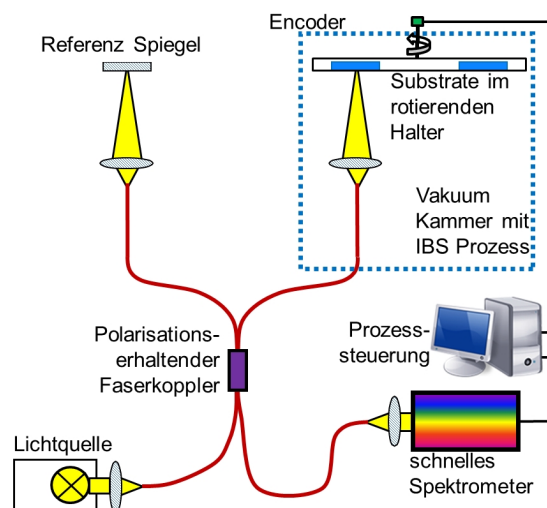 Encoder
Referenz Spiegel
Substrate im
rotierenden
Halter
Vakuum
Kammer mit
IBS Prozess
Polarisations-
erhaltender
Faserkoppler
Prozess-
steuerung
Lichtquelle
schnelles
Spektrometer